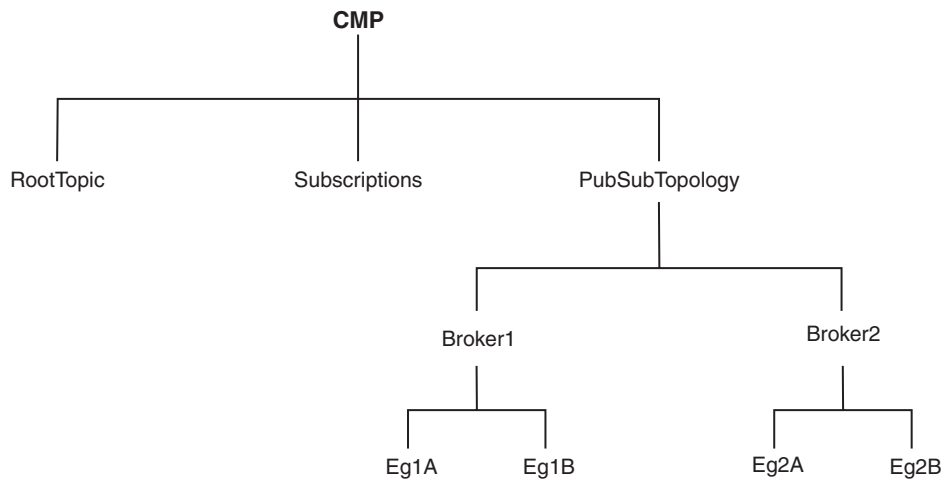 CMP
RootTopic
Subscriptions
PubSubTopology
Broker1
Broker2
Eg1A
Eg1B
Eg2A
Eg2B